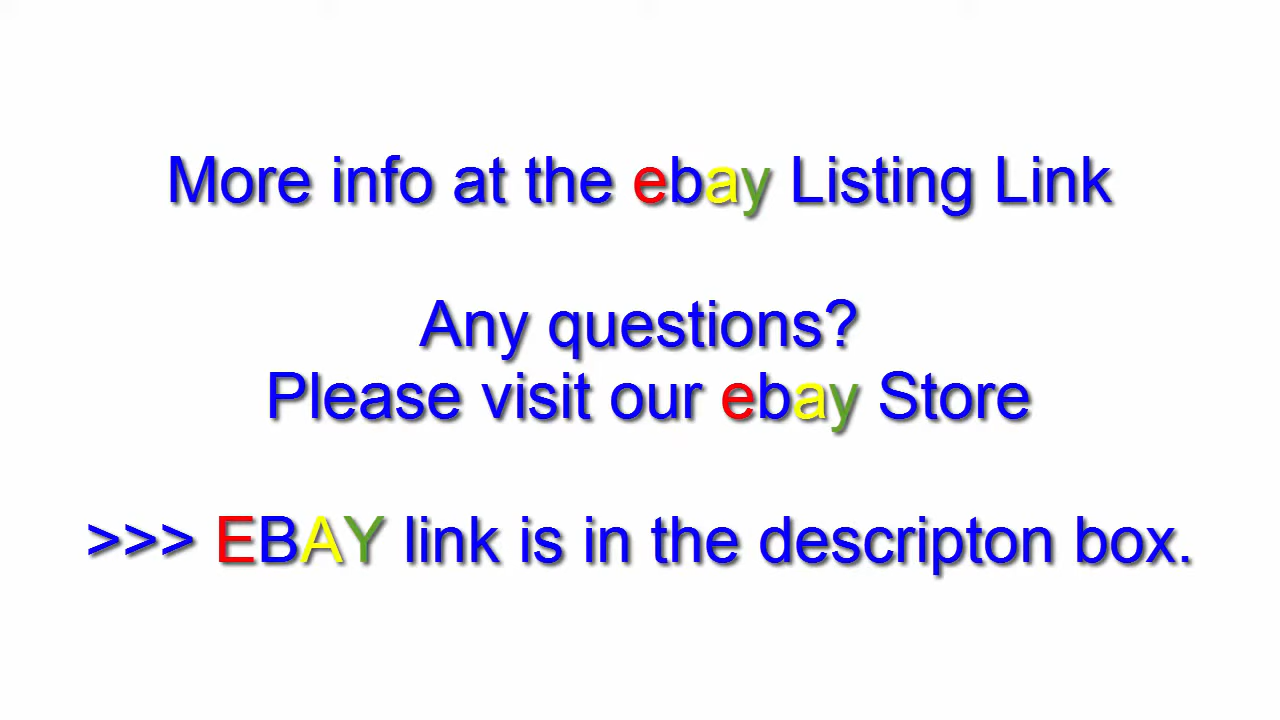 More info at the ebay Listing Link
Any questions?
Please visit our ebay Store
>>> EBAY link is in the descripton box.